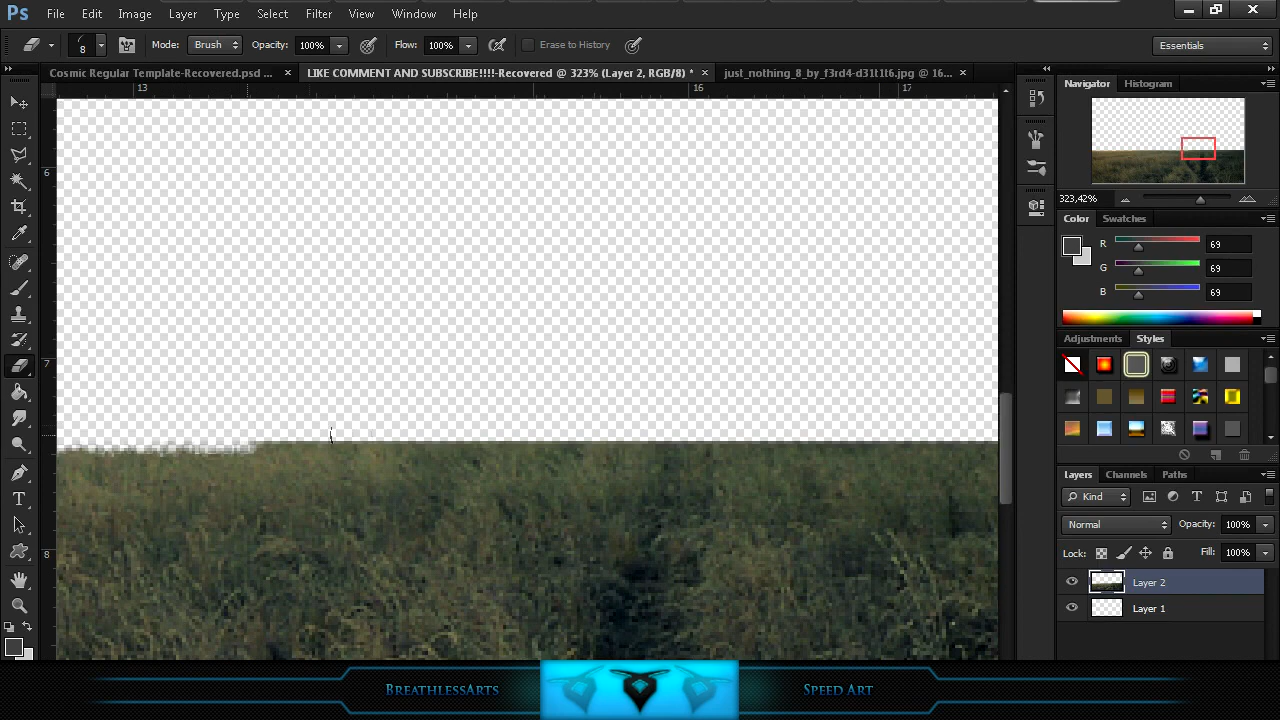 Ps File Edit Image Layer Type Select Filter View Window Help
8 Mode: Brush Opacity: 100% Flow: 100% Erase to History Essentials
Cosmic Regular Template-Recovered.psd ... × LIKE COMMENT AND SUBSCRIBE!!!!-Recovered @ 323% (Layer 2, RGB/8) * × just_nothing_8_by_f3rd4-d31t1t6.jpg @ 16... ×
13 16 17
6
7
8
Navigator Histogram
323,42%
Color Swatches
R 69
G 69
B 69
Adjustments Styles
Layers Channels Paths
Kind T
Normal Opacity: 100%
Lock: Fill: 100%
Layer 2
Layer 1
T
BreathlessArts Speed Art